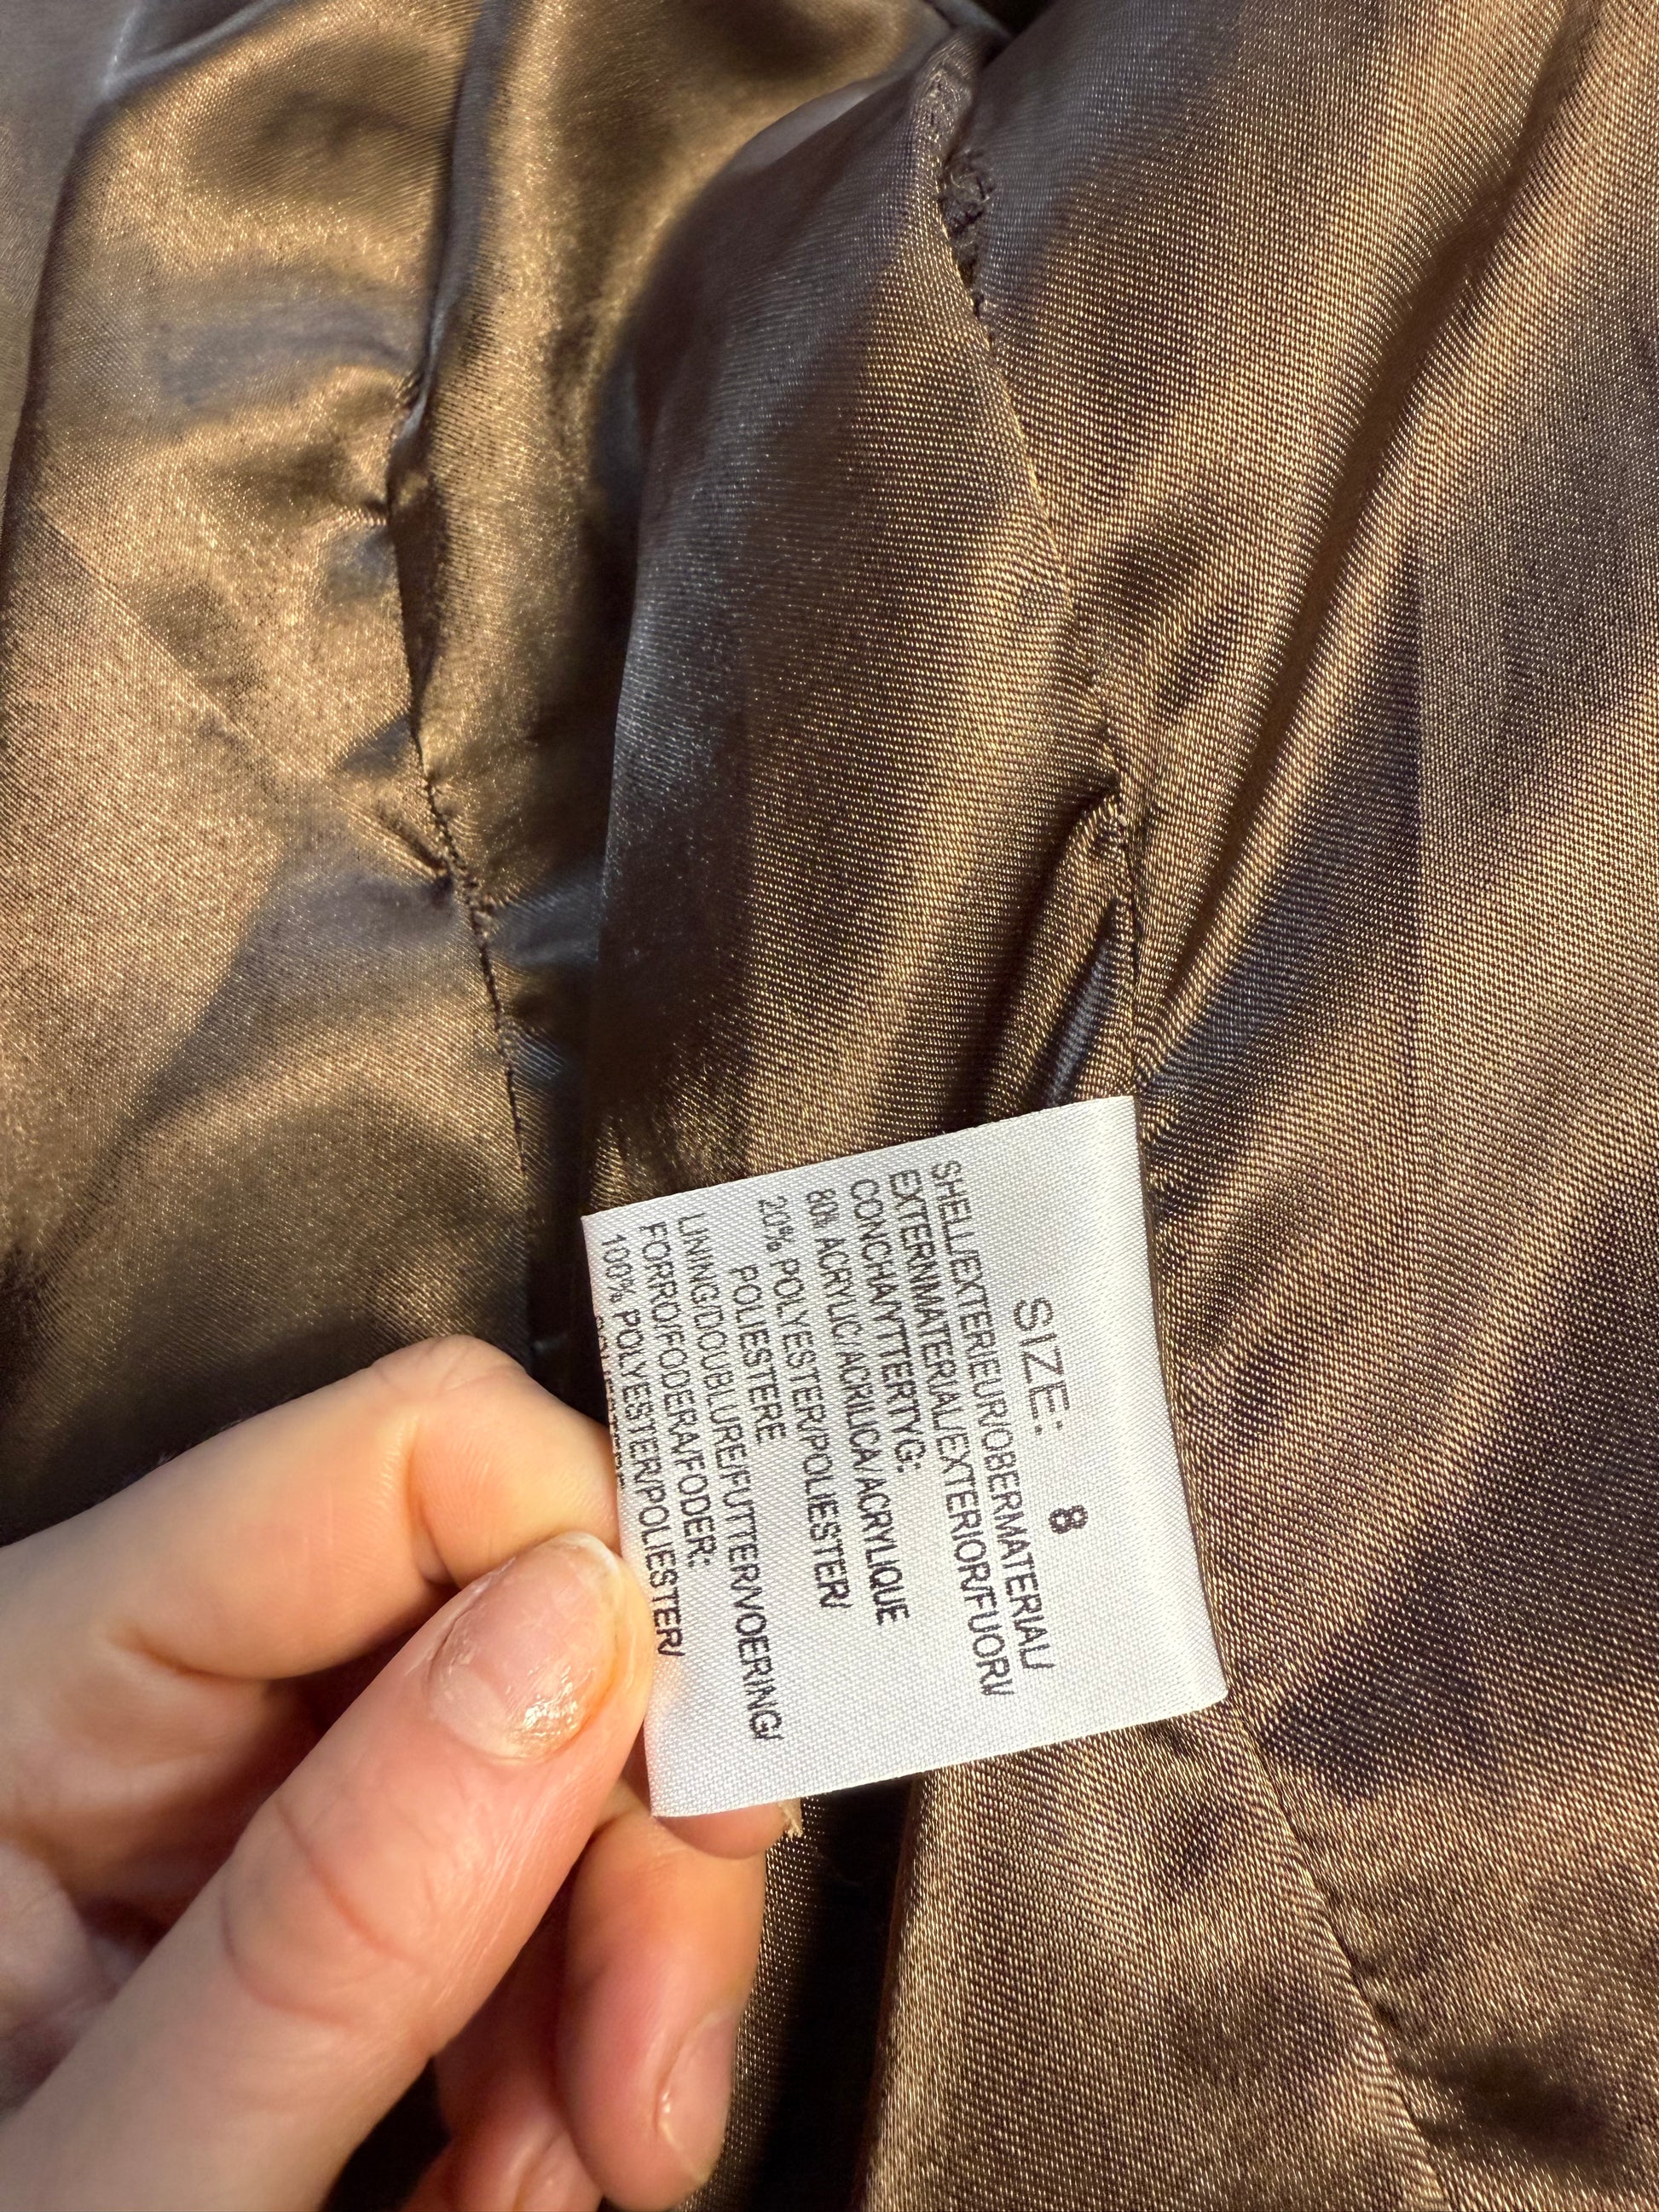 SIZE: 8
SHELL/EXTERIEUR/OBERMATERIAL/
EXTERNMATERIAL/EXTERIOR/FUORI/
CONCHA/YTTERTYG:
80% ACRYLIC/ACRILICA/ACRYLIQUE
20% POLYESTER/POLIESTER/
POLIESTERE
LINING/DOUBLURE/FUTTER/VOERING/
FORRO/FODERA/FODER:
100% POLYESTER/POLIESTER/